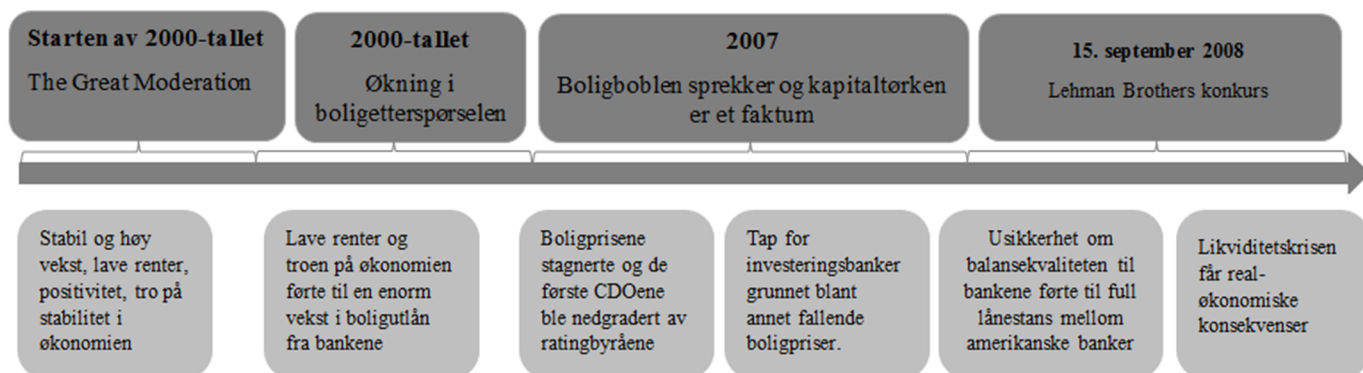 Starten av 2000-tallet
The Great Moderation
2000-tallet
Økning i
boligetterspørselen
2007
Boligboblen sprekker og kapitaltørken
er et faktum
15. september 2008
Lehman Brothers konkurs
Stabil og høy
vekst, lave renter,
positivitet, tro på
stabilitet i
økonomien
Lave renter og
troen på økonomien
førte til en enorm
vekst i boligutlån
fra bankene
Boligprisene
stagnerte og de
første CDOene
ble nedgradert av
ratingbyråene
Tap for
investeringsbanker
grunnet blant
annet fallende
boligpriser.
Usikkerhet om
balansekvaliteten til
bankene førte til full
lånestans mellom
amerikanske banker
Likviditetskrisen
får real-
økonomiske
konsekvenser